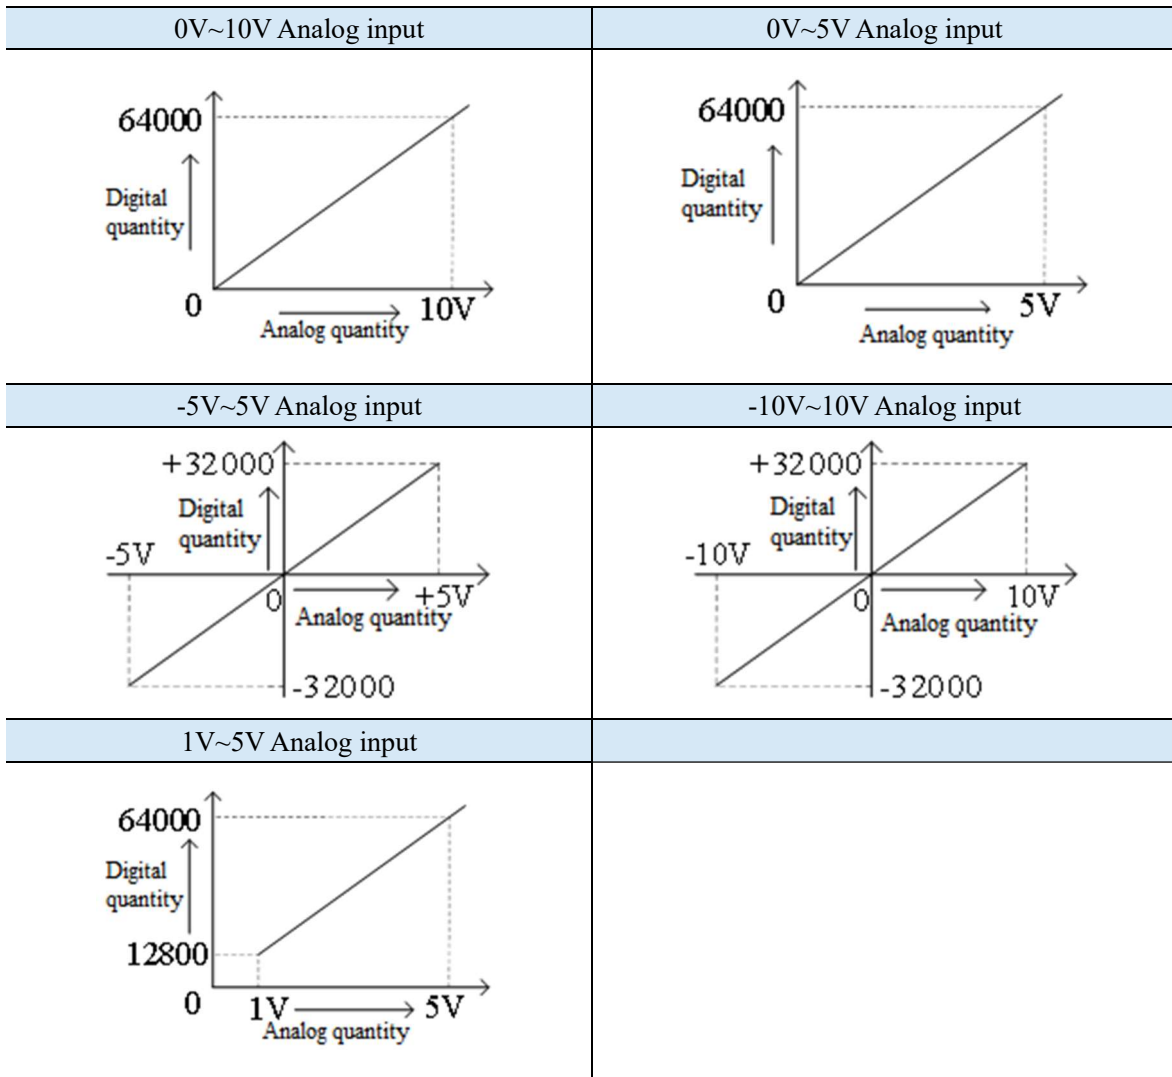 0V~10V Analog input
0V~5V Analog input
64000
Digital
quantity
0
10V
Analog quantity
64000
Digital
quantity
0
5V
Analog quantity
-5V~5V Analog input
-10V~10V Analog input
+32000
Digital
quantity
-5V
0
+5V
Analog quantity
-32000
+32000
Digital
quantity
-10V
0
10V
Analog quantity
-32000
1V~5V Analog input
64000
Digital
quantity
12800
0
1V
5V
Analog quantity